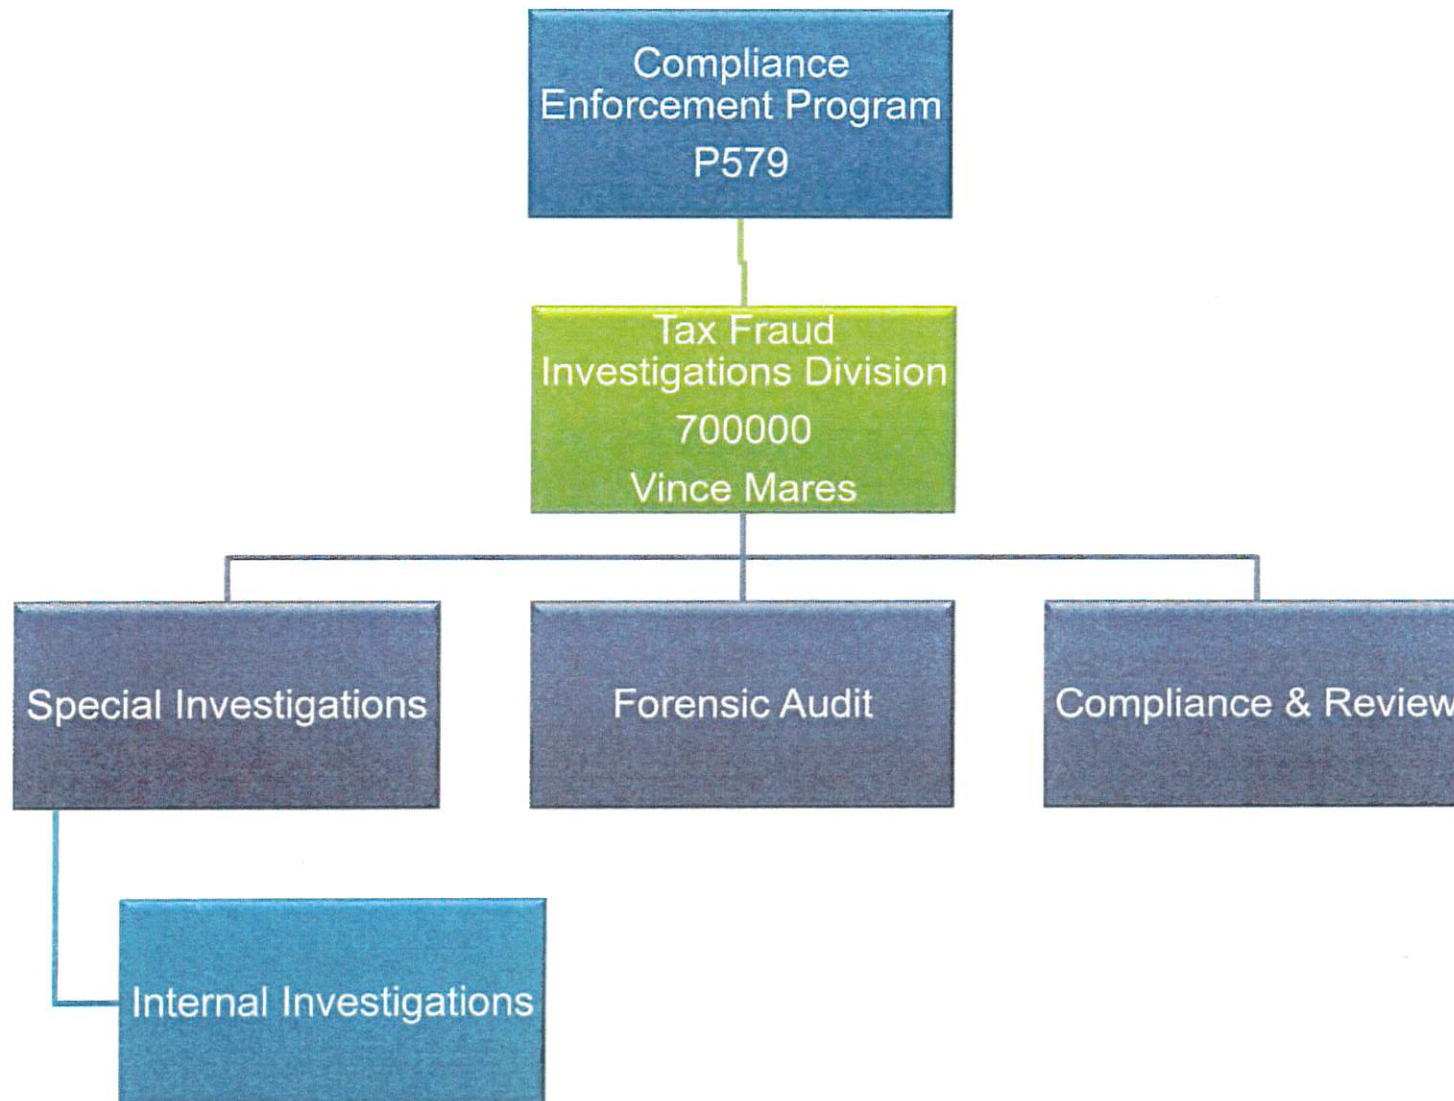 Compliance
Enforcement Program
P579
Tax Fraud
Investigations Division
700000
Vince Mares
Special Investigations
Forensic Audit
Compliance & Review
Internal Investigations